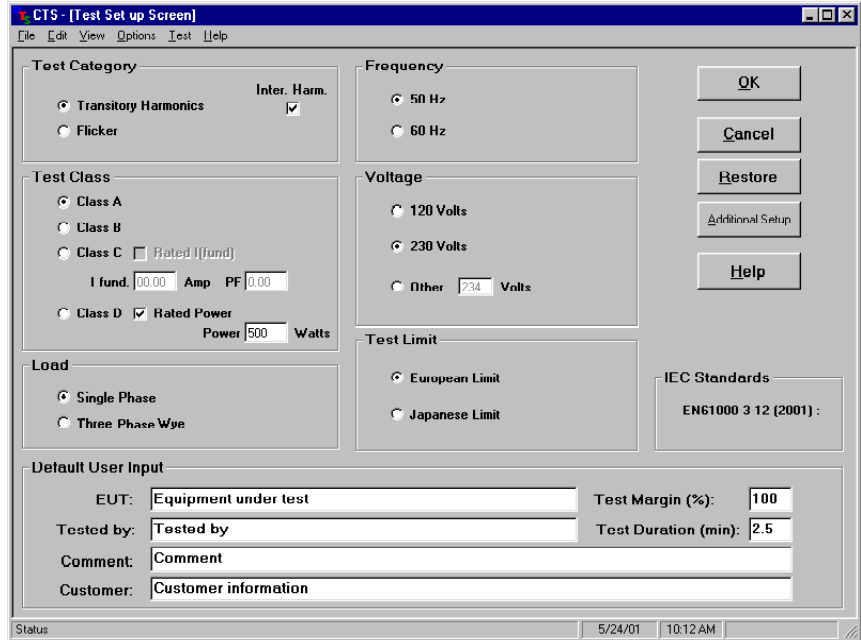 CTS - [Test Set up Screen]
File Edit View Options Test Help
Test Category
Inter. Harm.
Transitory Harmonics
Flicker
Frequency
50 Hz
60 Hz
OK
Cancel
Restore
Additional Setup
Help
Test Class
Class A
Class B
Class C Rated I(fund)
I fund. 00.00 Amp PF 0.00
Class D Rated Power
Power 500 Watts
Voltage
120 Volts
230 Volts
Other 234 Volts
Load
Single Phase
Three Phase Wye
Test Limit
European Limit
Japanese Limit
IEC Standards
EN61000 3 12 (2001) :
Default User Input
EUT: Equipment under test Test Margin (%): 100
Tested by: Tested by Test Duration (min): 2.5
Comment: Comment
Customer: Customer information
Status 5/24/01 10:12 AM